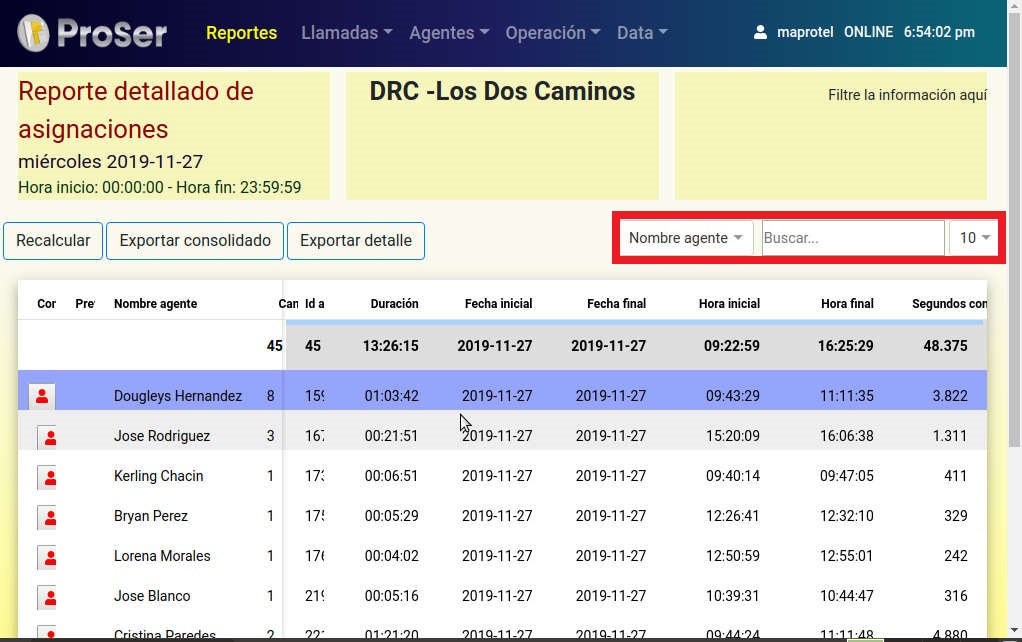 ProSer Reportes Llamadas Agentes Operación Data maprotel ONLINE 6:54:02 pm
Reporte detallado de asignaciones
miércoles 2019-11-27
Hora inicio: 00:00:00 - Hora fin: 23:59:59
DRC -Los Dos Caminos
Filtre la información aquí
Recalcular Exportar consolidado Exportar detalle Nombre agente Buscar... 10
Cor Pre Nombre agente Can Id a Duración Fecha inicial Fecha final Hora inicial Hora final Segundos con
45 45 13:26:15 2019-11-27 2019-11-27 09:22:59 16:25:29 48.375
Dougleys Hernandez 8 159 01:03:42 2019-11-27 2019-11-27 09:43:29 11:11:35 3.822
Jose Rodriguez 3 167 00:21:51 2019-11-27 2019-11-27 15:20:09 16:06:38 1.311
Kerling Chacin 1 173 00:06:51 2019-11-27 2019-11-27 09:40:14 09:47:05 411
Bryan Perez 1 175 00:05:29 2019-11-27 2019-11-27 12:26:41 12:32:10 329
Lorena Morales 1 176 00:04:02 2019-11-27 2019-11-27 12:50:59 12:55:01 242
Jose Blanco 1 219 00:05:16 2019-11-27 2019-11-27 10:39:31 10:44:47 316
Cristina Paredes 2 01:21:20 2019-11-27 2019-11-27 09:44:24 11:11:48 4.880